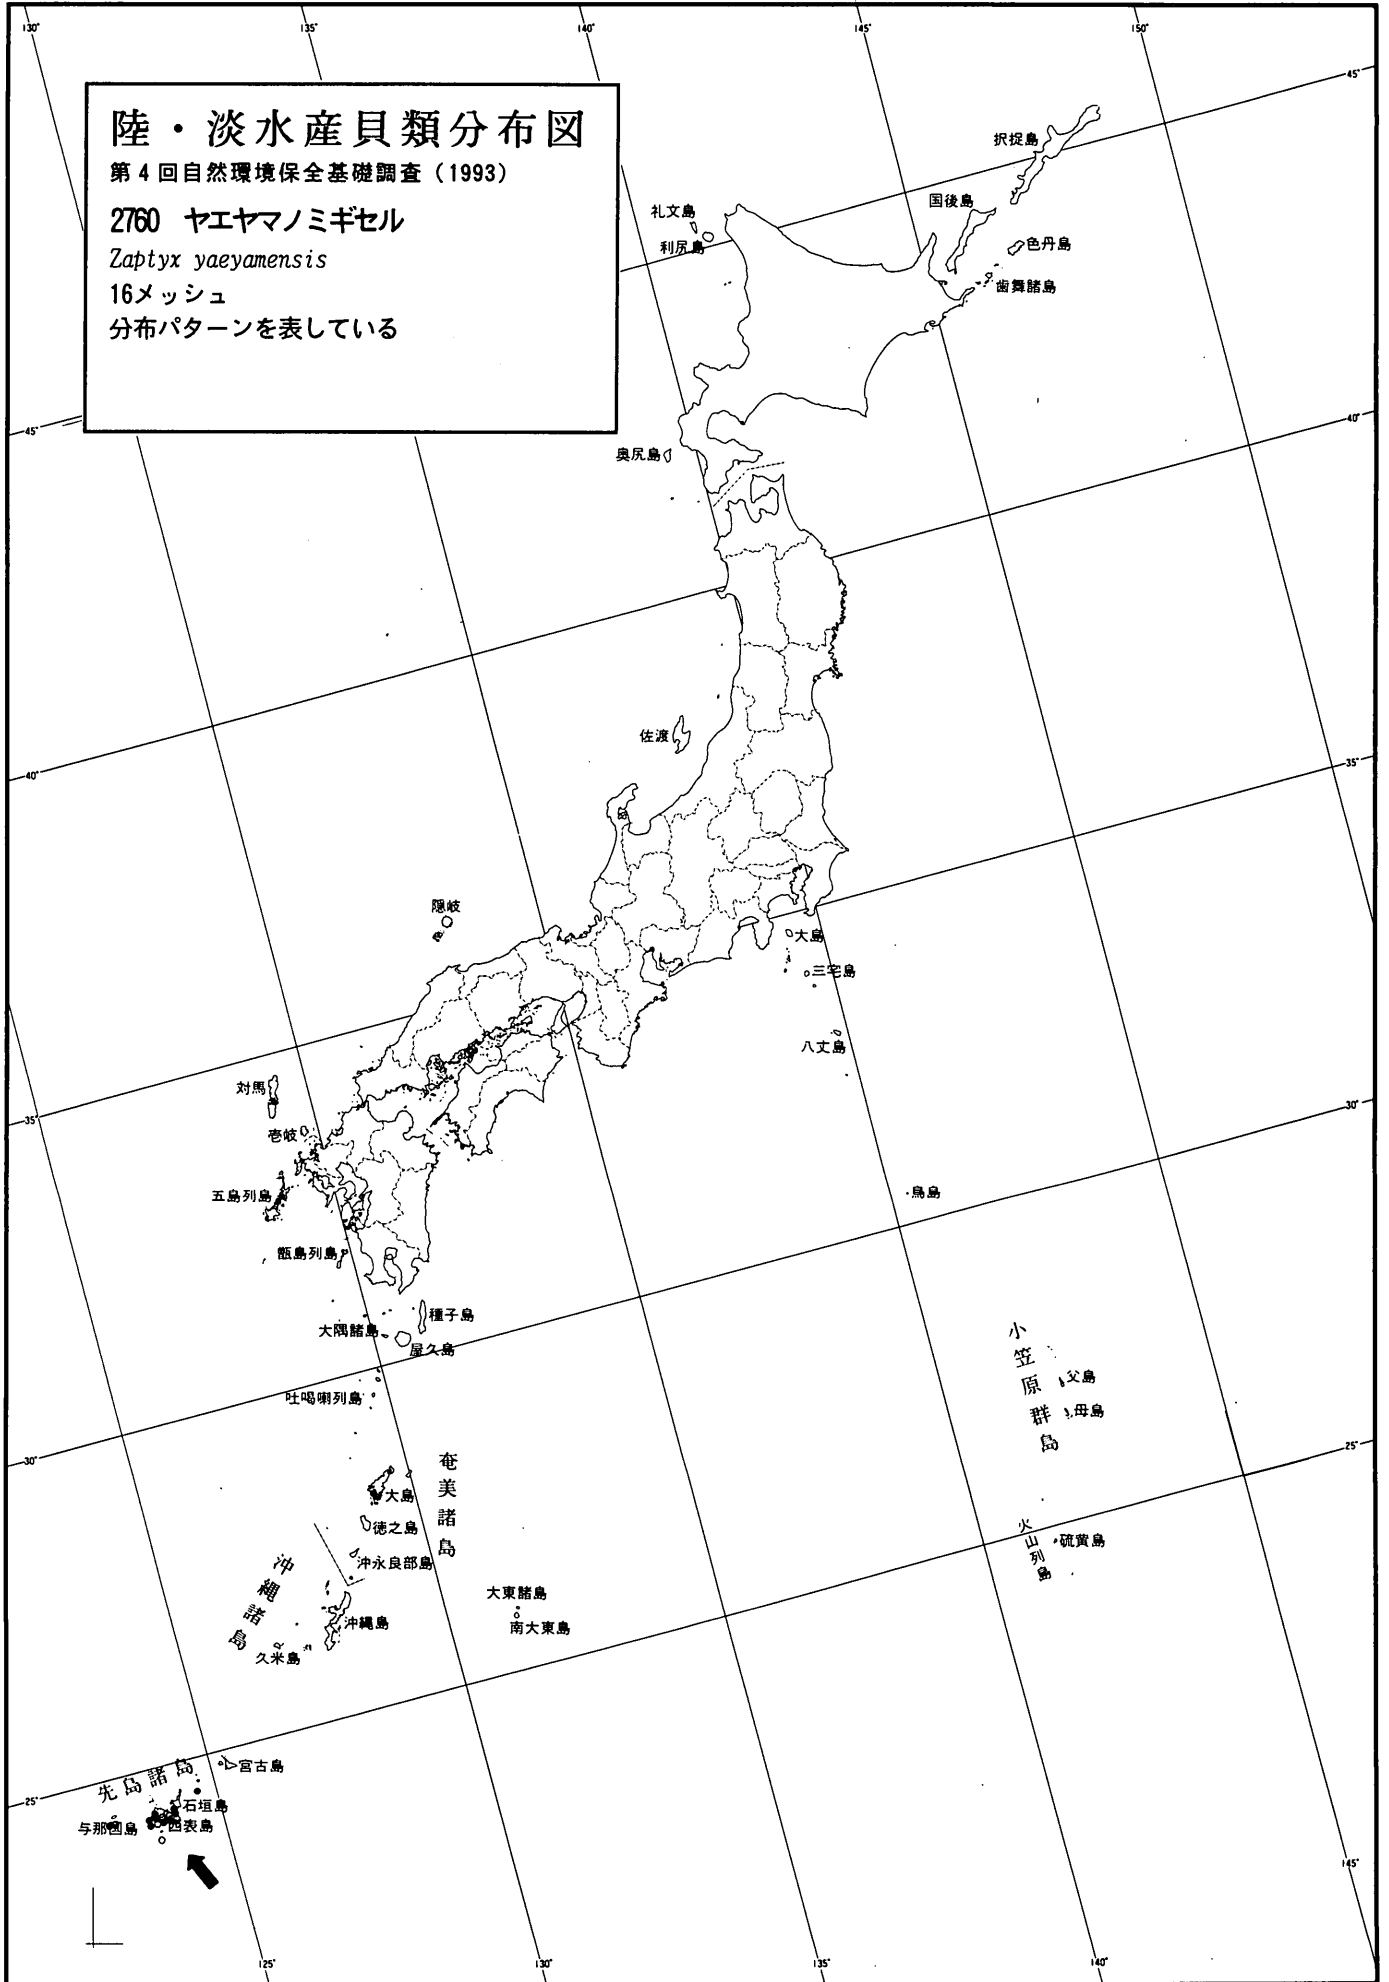 130°
135°
140°
145°
150°
陸・淡水産貝類分布図
第4回自然環境保全基礎調査（1993）
2760 ヤエヤマノミギセル
Zaptyx yaeyamensis
16メッシュ
分布パターンを表している
45°
択捉島
国後島
礼文島
利尻島
色丹島
歯舞諸島
40°
45°
奥尻島
佐渡
35°
40°
隠岐
大島
三宅島
八丈島
対馬
30°
35°
壱岐
五島列島
鳥島
甑島列島
種子島
大隅諸島
屋久島
小笠原群島
父島
吐喝喇列島
母島
25°
30°
奄美諸島
大島
徳之島
火山列島
硫黄島
沖永良部島
沖縄諸島
大東諸島
沖縄島
南大東島
久米島
宮古島
先島諸島
25°
石垣島
与那国島
西表島
145°
125°
130°
135°
140°